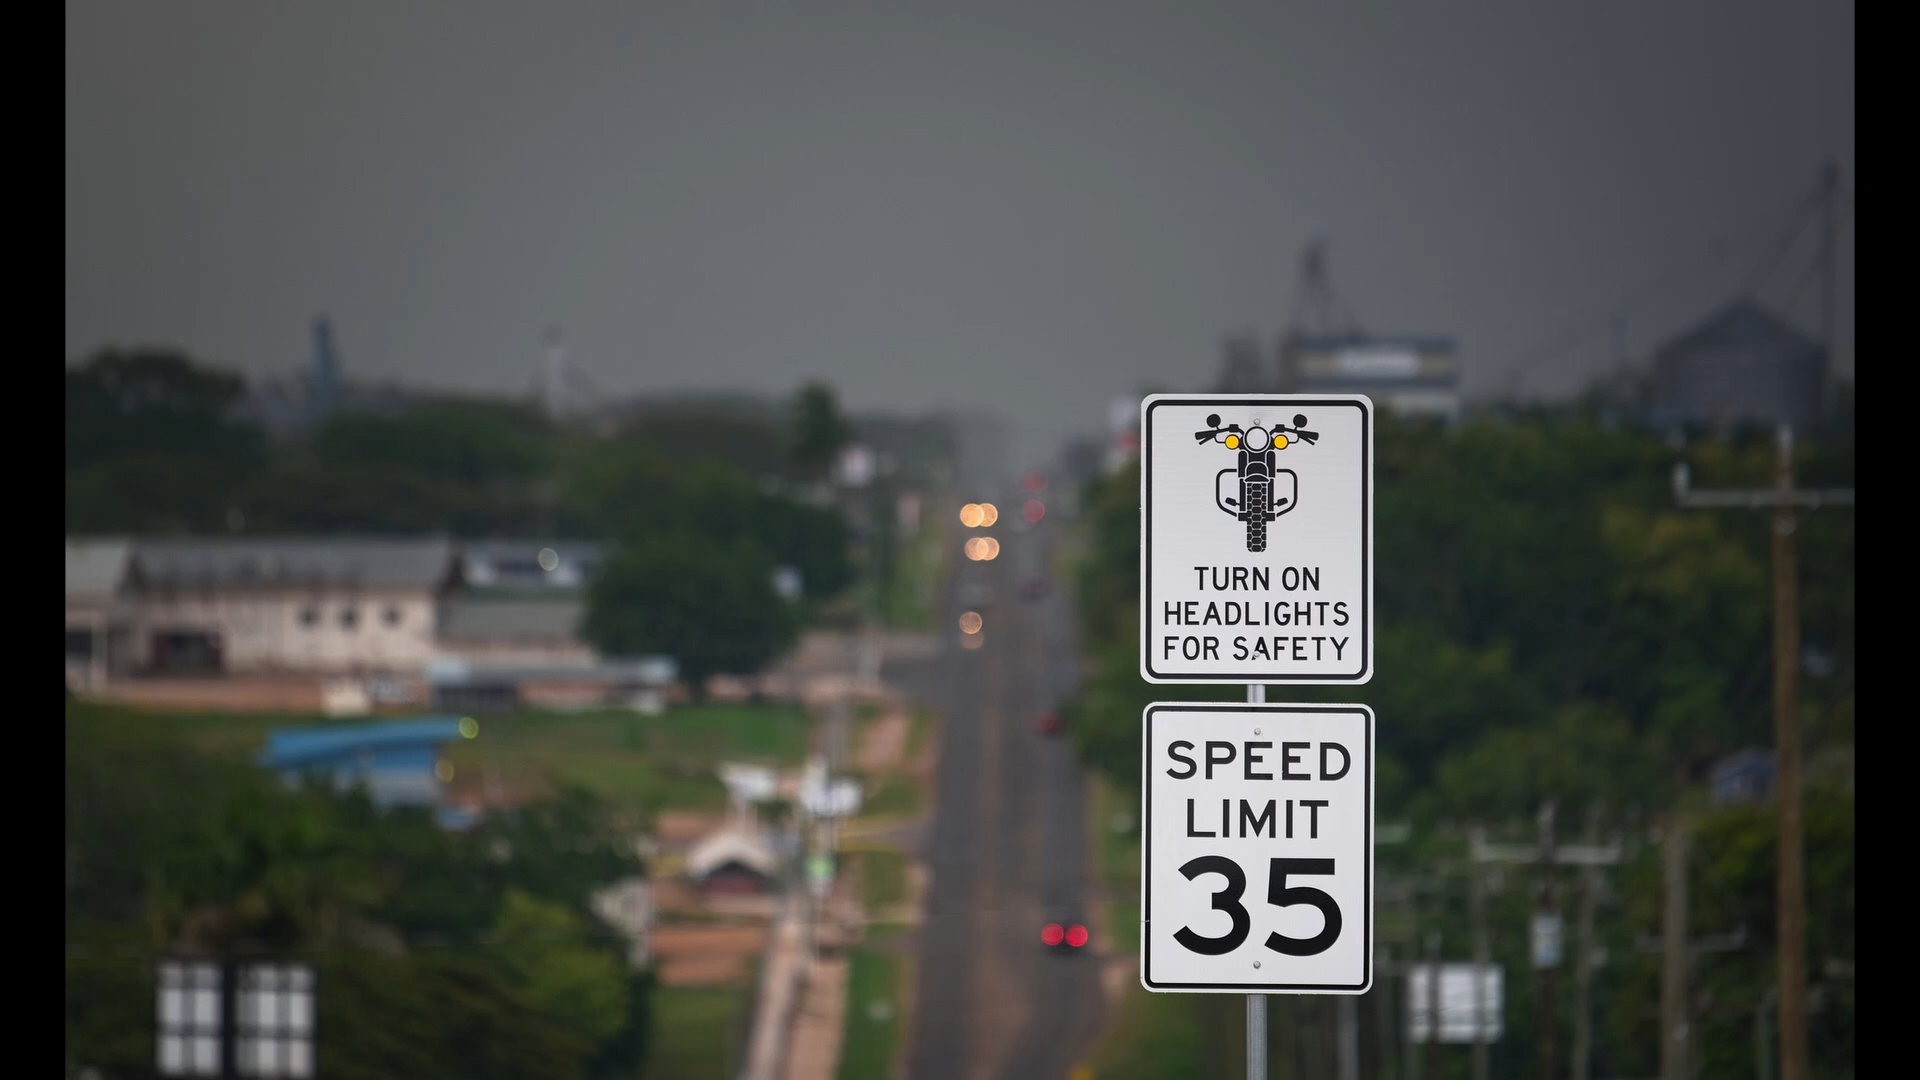 TURN ON
HEADLIGHTS
FOR SAFETY
SPEED
LIMIT
35